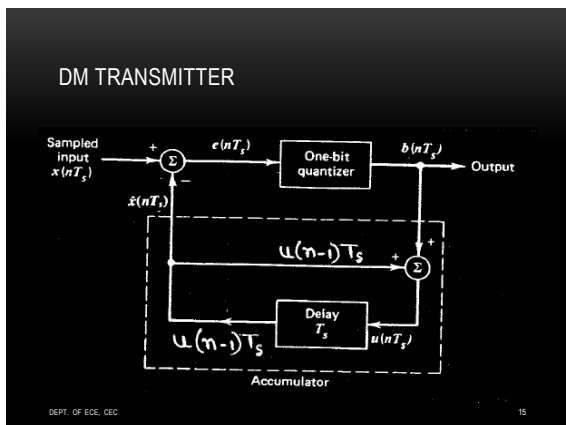 DM TRANSMITTER
Sampled
input
x(nTs)
+
Σ
−
e(nTs)
One-bit
quantizer
b(nTs)
Output
x̂(nTs)
u(n-1)Ts
+
+
Σ
Delay
Ts
u(nTs)
u(n-1)Ts
Accumulator
DEPT. OF ECE, CEC
15